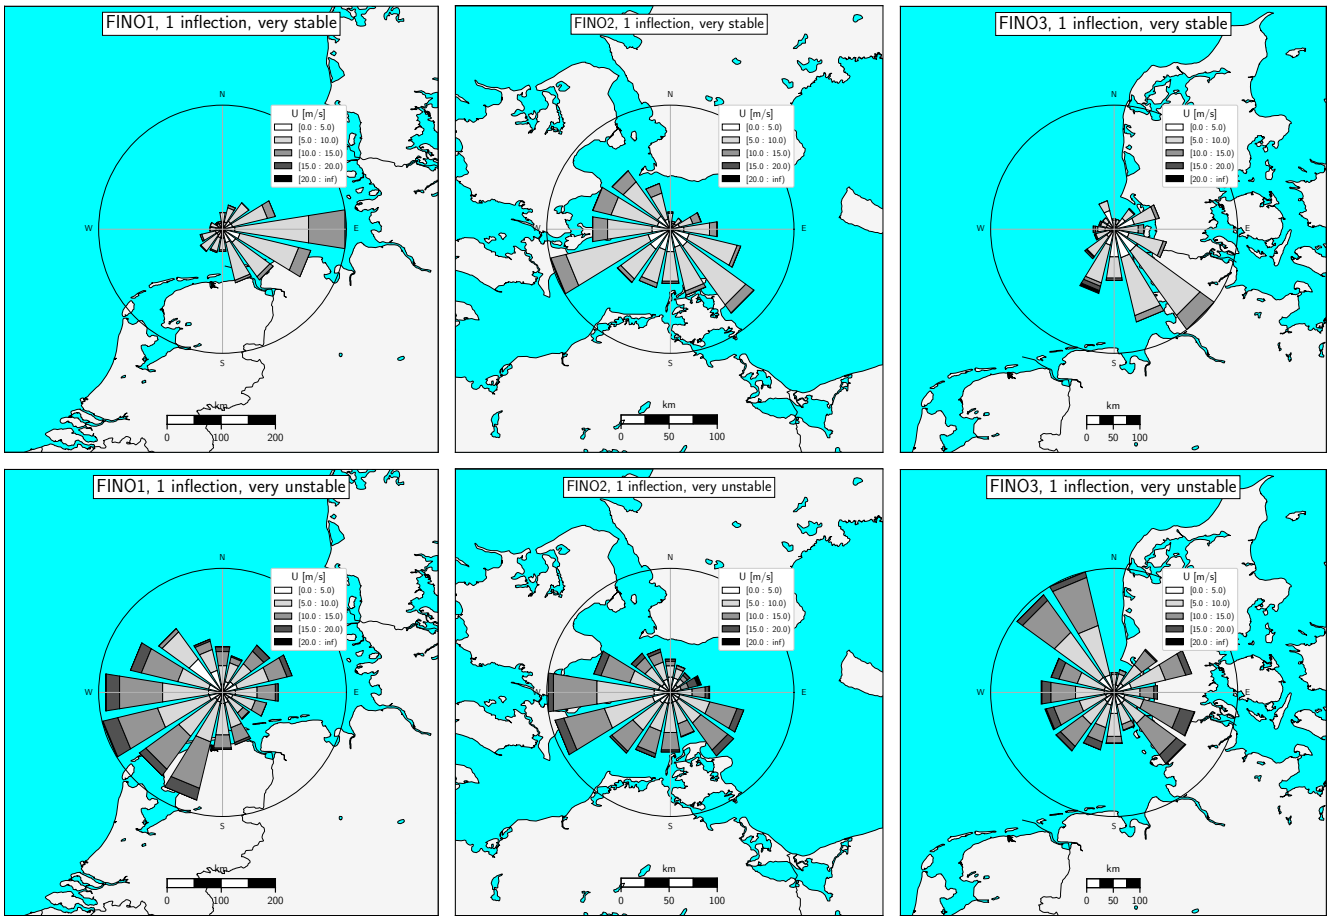 FINO1, 1 inflection, very stable
N
U [m/s]
[0.0 : 5.0)
[5.0 : 10.0)
[10.0 : 15.0)
[15.0 : 20.0)
[20.0 : inf)
W
E
S
km
0 100 200
FINO2, 1 inflection, very stable
N
U [m/s]
[0.0 : 5.0)
[5.0 : 10.0)
[10.0 : 15.0)
[15.0 : 20.0)
[20.0 : inf)
W
E
S
km
0 50 100
FINO3, 1 inflection, very stable
N
U [m/s]
[0.0 : 5.0)
[5.0 : 10.0)
[10.0 : 15.0)
[15.0 : 20.0)
[20.0 : inf)
W
E
S
km
0 50 100
FINO1, 1 inflection, very unstable
N
U [m/s]
[0.0 : 5.0)
[5.0 : 10.0)
[10.0 : 15.0)
[15.0 : 20.0)
[20.0 : inf)
W
E
S
km
0 100 200
FINO2, 1 inflection, very unstable
N
U [m/s]
[0.0 : 5.0)
[5.0 : 10.0)
[10.0 : 15.0)
[15.0 : 20.0)
[20.0 : inf)
W
E
S
km
0 50 100
FINO3, 1 inflection, very unstable
N
U [m/s]
[0.0 : 5.0)
[5.0 : 10.0)
[10.0 : 15.0)
[15.0 : 20.0)
[20.0 : inf)
W
E
S
km
0 50 100